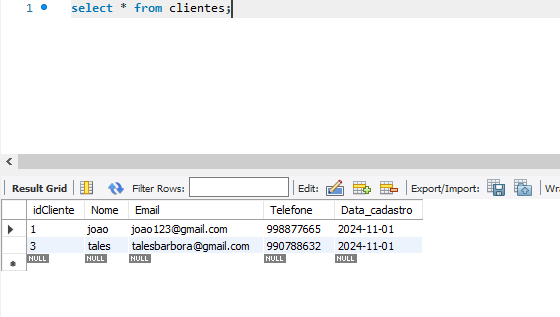 1 select * from clientes;
Result Grid Filter Rows: Edit: Export/Import: Wra
idCliente Nome Email Telefone Data_cadastro
1 joao joao123@gmail.com 998877665 2024-11-01
3 tales talesbarbora@gmail.com 990788632 2024-11-01
NULL NULL NULL NULL NULL